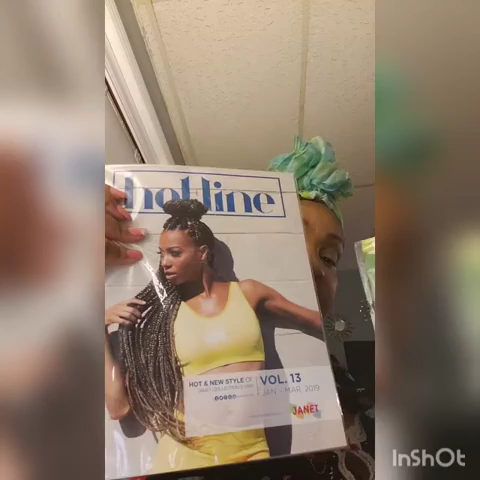 hotline
HOT & NEW STYLE OF
VOL. 13
JAN - MAR, 2019
JANET
InShOt